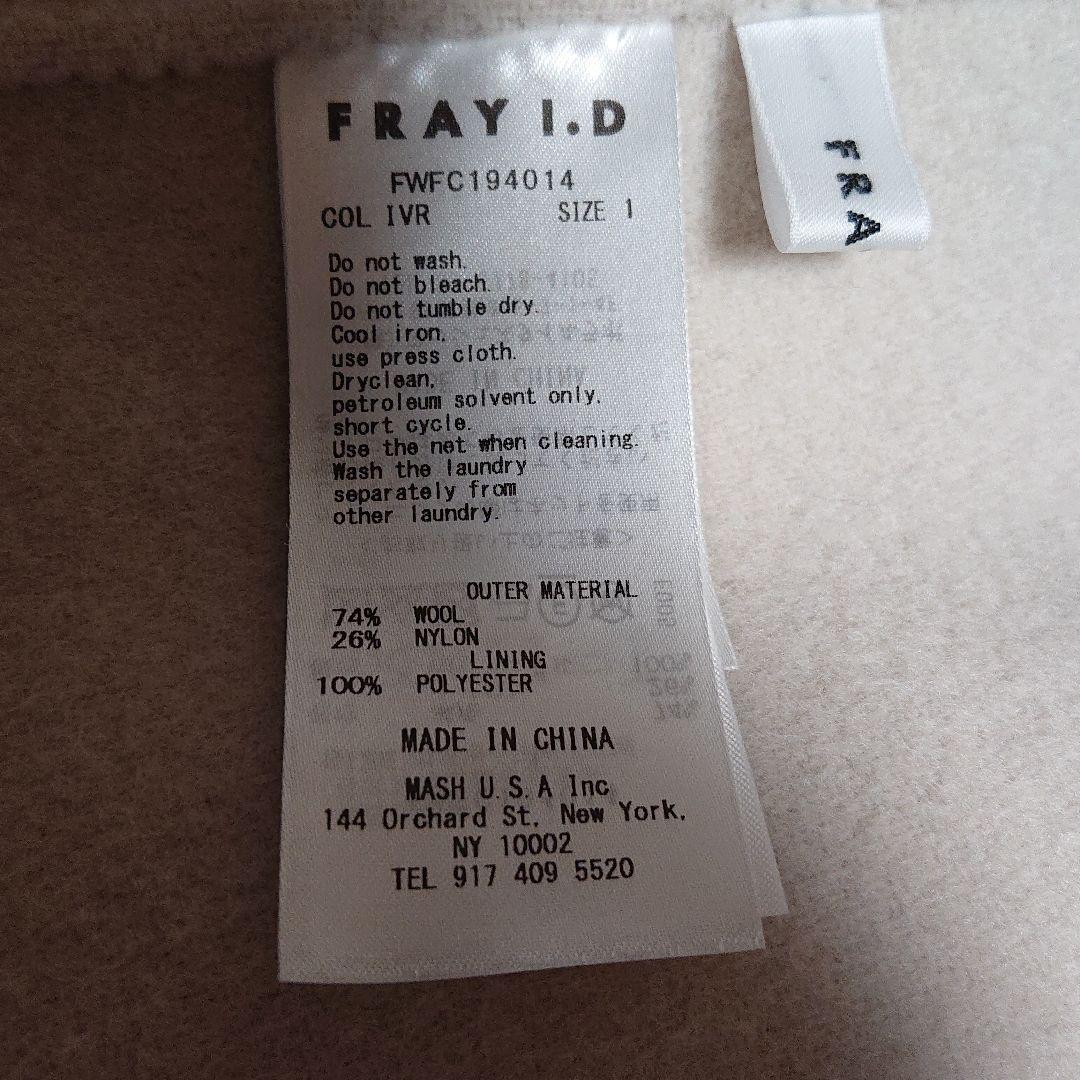 FRAY I.D
FWFC194014
COL IVR SIZE 1
Do not wash.
Do not bleach.
Do not tumble dry.
Cool iron.
use press cloth.
Dryclean.
petroleum solvent only.
short cycle.
Use the net when cleaning.
Wash the laundry
separately from
other laundry.
OUTER MATERIAL
74% WOOL
26% NYLON
LINING
100% POLYESTER
MADE IN CHINA
MASH U.S.A Inc
144 Orchard St. New York.
NY 10002
TEL 917 409 5520
FRA